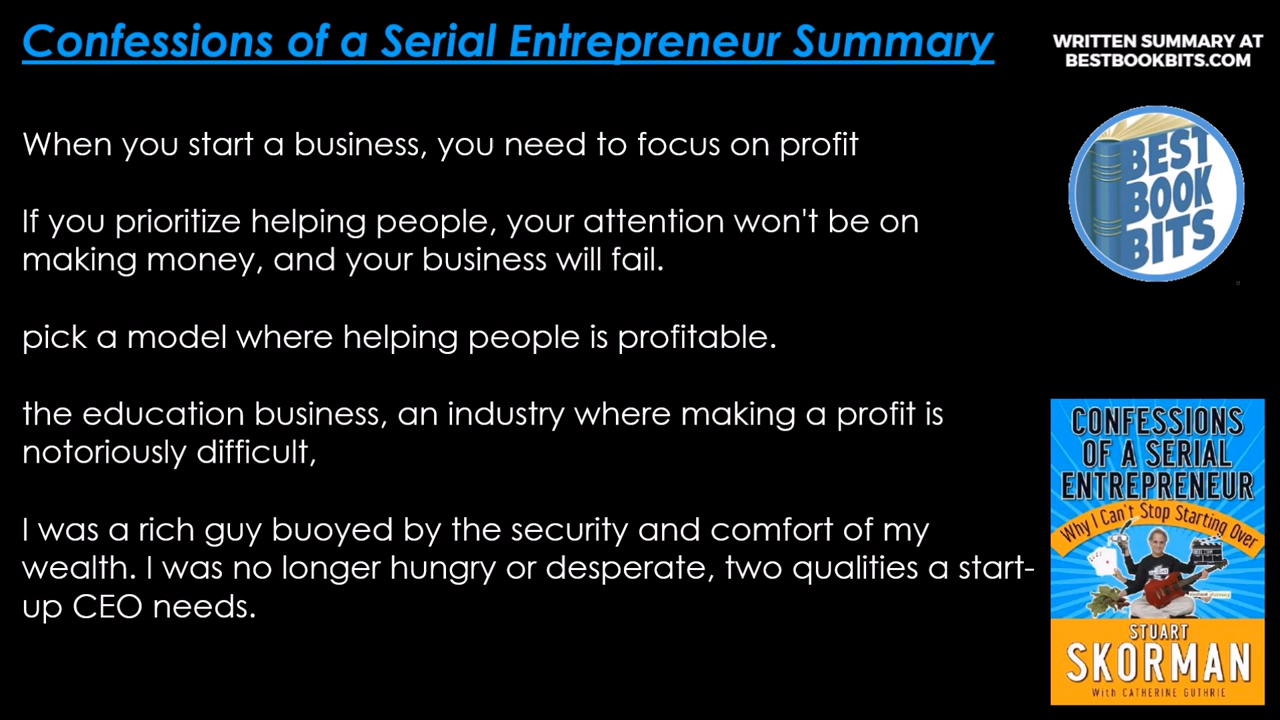 Confessions of a Serial Entrepreneur Summary
WRITTEN SUMMARY AT
BESTBOOKBITS.COM
When you start a business, you need to focus on profit
If you prioritize helping people, your attention won't be on
making money, and your business will fail.
pick a model where helping people is profitable.
the education business, an industry where making a profit is
notoriously difficult,
I was a rich guy buoyed by the security and comfort of my
wealth. I was no longer hungry or desperate, two qualities a start-
up CEO needs.
BEST
BOOK
BITS
CONFESSIONS
OF A SERIAL
ENTREPRENEUR
Why I Can't Stop Starting Over
STUART
SKORMAN
With CATHERINE GUTHRIE